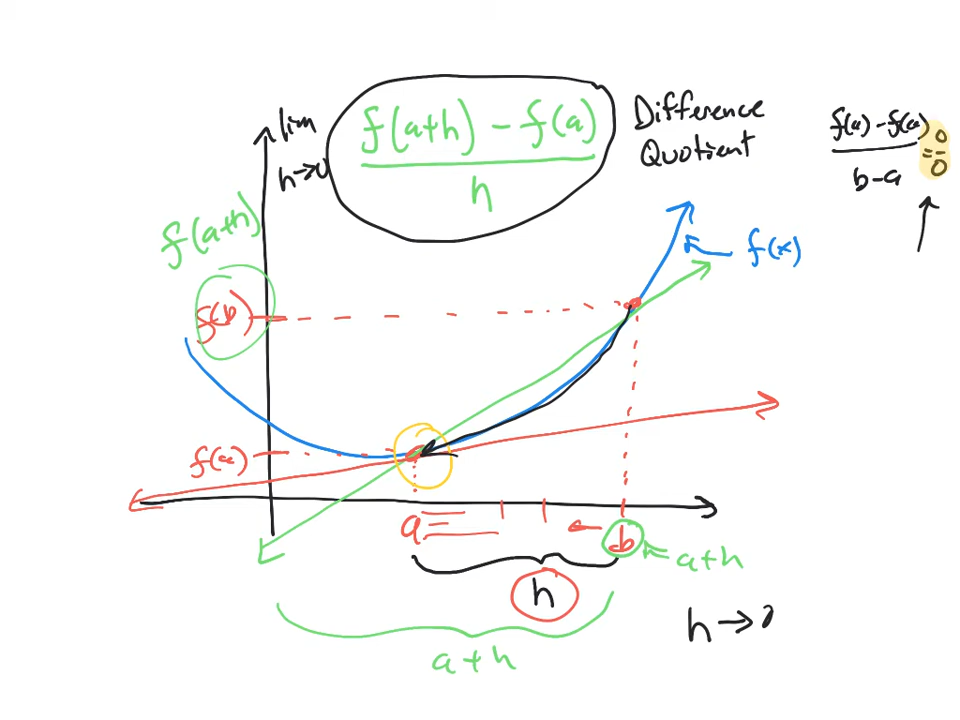 lim
h→0
f(a+h) - f(a)
h
Difference
Quotient
f(a) - f(a)
b-a
= 0
0
f(a+h)
f(x)
f(b)
f(a)
a
b
= a+h
h
h→0
a+h